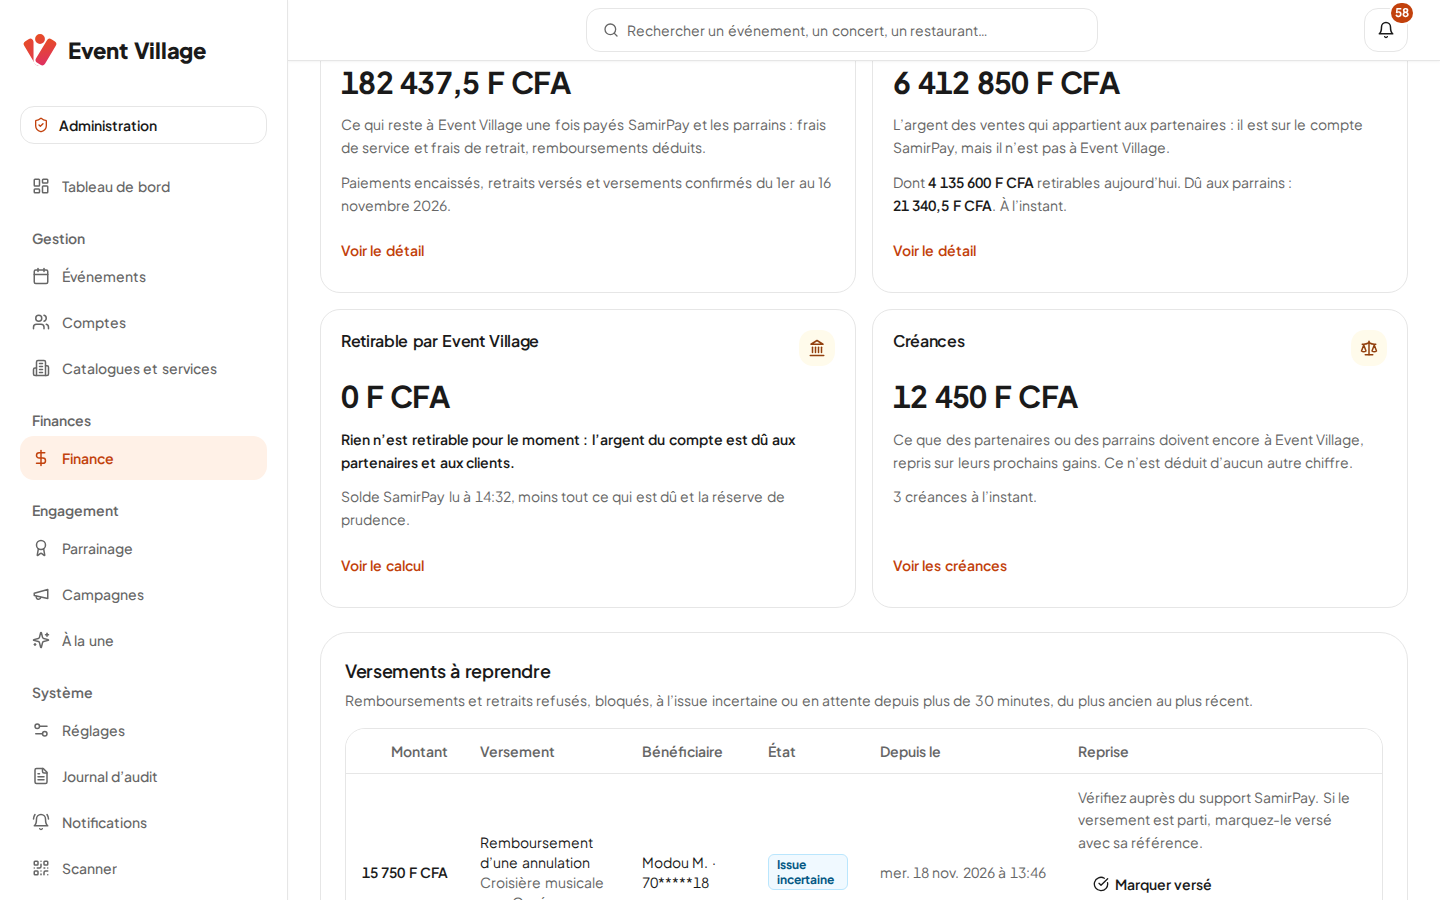 Event Village
Rechercher un événement, un concert, un restaurant…
58
Administration
Tableau de bord
Gestion
Événements
Comptes
Catalogues et services
Finances
Finance
Engagement
Parrainage
Campagnes
À la une
Système
Réglages
Journal d’audit
Notifications
Scanner
182 437,5 F CFA
Ce qui reste à Event Village une fois payés SamirPay et les parrains : frais
de service et frais de retrait, remboursements déduits.
Paiements encaissés, retraits versés et versements confirmés du 1er au 16
novembre 2026.
Voir le détail
6 412 850 F CFA
L’argent des ventes qui appartient aux partenaires : il est sur le compte
SamirPay, mais il n’est pas à Event Village.
Dont 4 135 600 F CFA retirables aujourd’hui. Dû aux parrains :
21 340,5 F CFA. À l’instant.
Voir le détail
Retirable par Event Village
0 F CFA
Rien n’est retirable pour le moment : l’argent du compte est dû aux
partenaires et aux clients.
Solde SamirPay lu à 14:32, moins tout ce qui est dû et la réserve de
prudence.
Voir le calcul
Créances
12 450 F CFA
Ce que des partenaires ou des parrains doivent encore à Event Village,
repris sur leurs prochains gains. Ce n’est déduit d’aucun autre chiffre.
3 créances à l’instant.
Voir les créances
Versements à reprendre
Remboursements et retraits refusés, bloqués, à l’issue incertaine ou en attente depuis plus de 30 minutes, du plus ancien au plus récent.
Montant Versement Bénéficiaire État Depuis le Reprise
15 750 F CFA
Remboursement
d’une annulation
Croisière musicale
Modou M. ·
70*****18
Issue
incertaine
mer. 18 nov. 2026 à 13:46
Vérifiez auprès du support SamirPay. Si le
versement est parti, marquez-le versé
avec sa référence.
Marquer versé